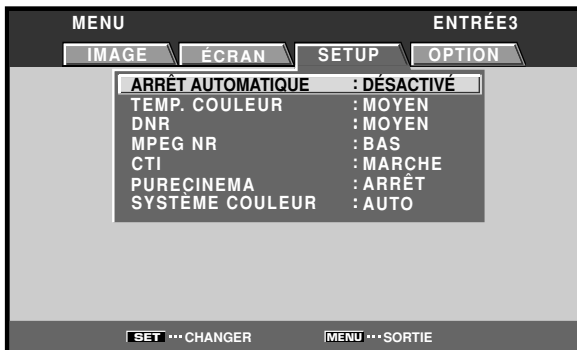 MENU ENTRÉE3
IMAGE ÉCRAN SETUP OPTION
ARRÊT AUTOMATIQUE : DÉSACTIVÉ
TEMP. COULEUR : MOYEN
DNR : MOYEN
MPEG NR : BAS
CTI : MARCHE
PURECINEMA : ARRÊT
SYSTÈME COULEUR : AUTO
SET ··· CHANGER MENU ··· SORTIE